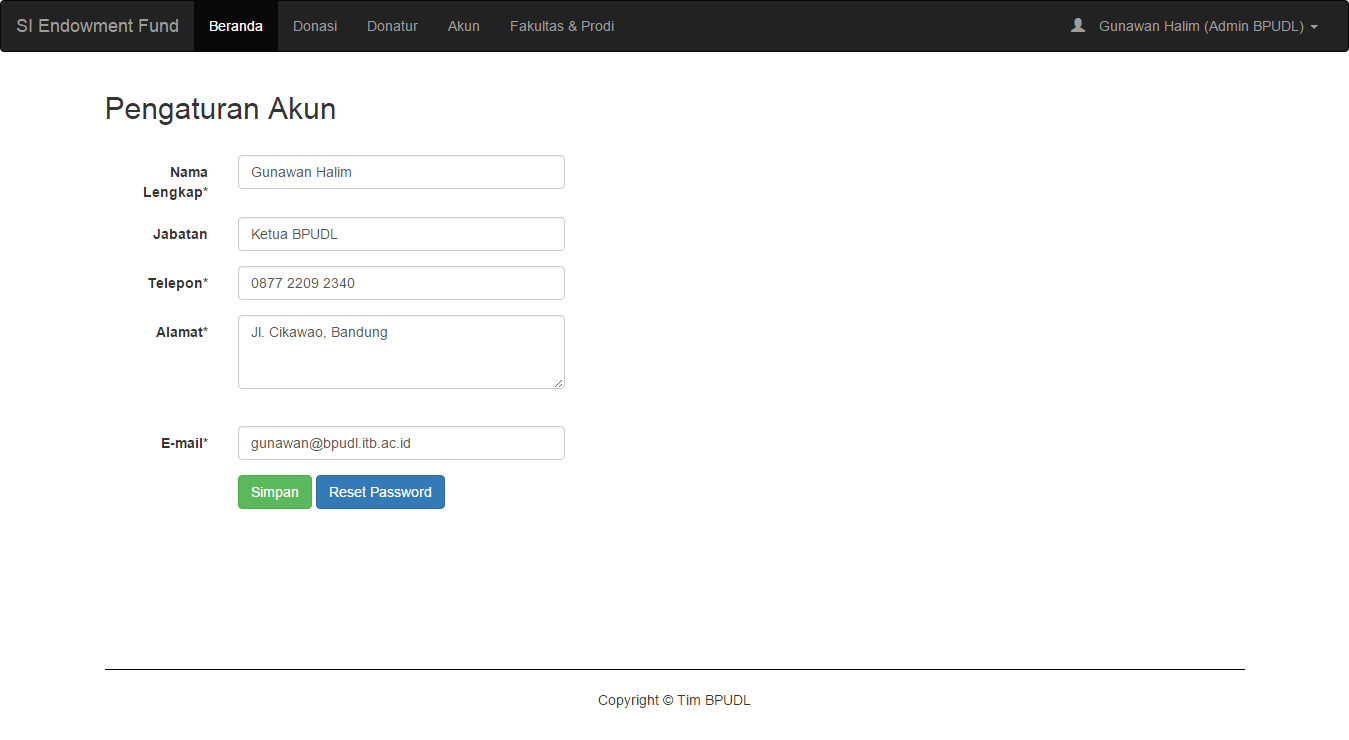 SI Endowment Fund Beranda Donasi Donatur Akun Fakultas & Prodi Gunawan Halim (Admin BPUDL)
Pengaturan Akun
Nama Lengkap* Gunawan Halim
Jabatan Ketua BPUDL
Telepon* 0877 2209 2340
Alamat* Jl. Cikawao, Bandung
E-mail* gunawan@bpudl.itb.ac.id
Simpan Reset Password
Copyright © Tim BPUDL